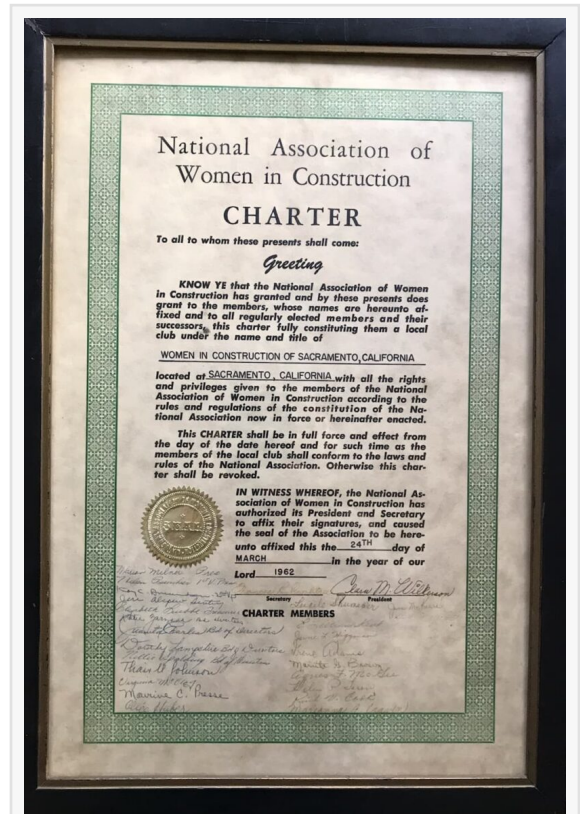 National Association of
Women in Construction
CHARTER
To all to whom these presents shall come:
Greeting
KNOW YE that the National Association of Women
in Construction has granted and by these presents does
grant to the members, whose names are hereunto af-
fixed and to all regularly elected members and their
successors, this charter fully constituting them a local
club under the name and title of
WOMEN IN CONSTRUCTION OF SACRAMENTO, CALIFORNIA
located at SACRAMENTO, CALIFORNIA with all the rights
and privileges given to the members of the National
Association of Women in Construction according to the
rules and regulations of the constitution of the Na-
tional Association now in force or hereinafter enacted.
This CHARTER shall be in full force and effect from
the day of the date hereof and for such time as the
members of the local club shall conform to the laws and
rules of the National Association. Otherwise this char-
ter shall be revoked.
SEAL
IN WITNESS WHEREOF, the National As-
sociation of Women in Construction has
authorized its President and Secretary
to affix their signatures, and caused
the seal of the Association to be here-
unto affixed this the 24TH day of
MARCH in the year of our
Lord 1962
Secretary President
CHARTER MEMBERS
Maurine C. Presse